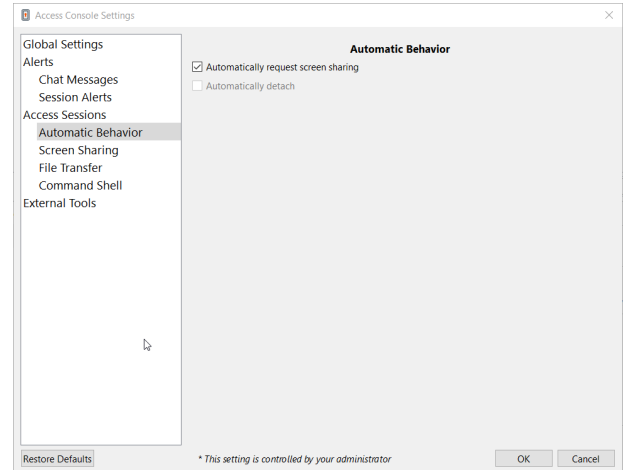 Access Console Settings
Global Settings
Alerts
Chat Messages
Session Alerts
Access Sessions
Automatic Behavior
Screen Sharing
File Transfer
Command Shell
External Tools
Automatic Behavior
Automatically request screen sharing
Automatically detach
Restore Defaults
* This setting is controlled by your administrator
OK
Cancel